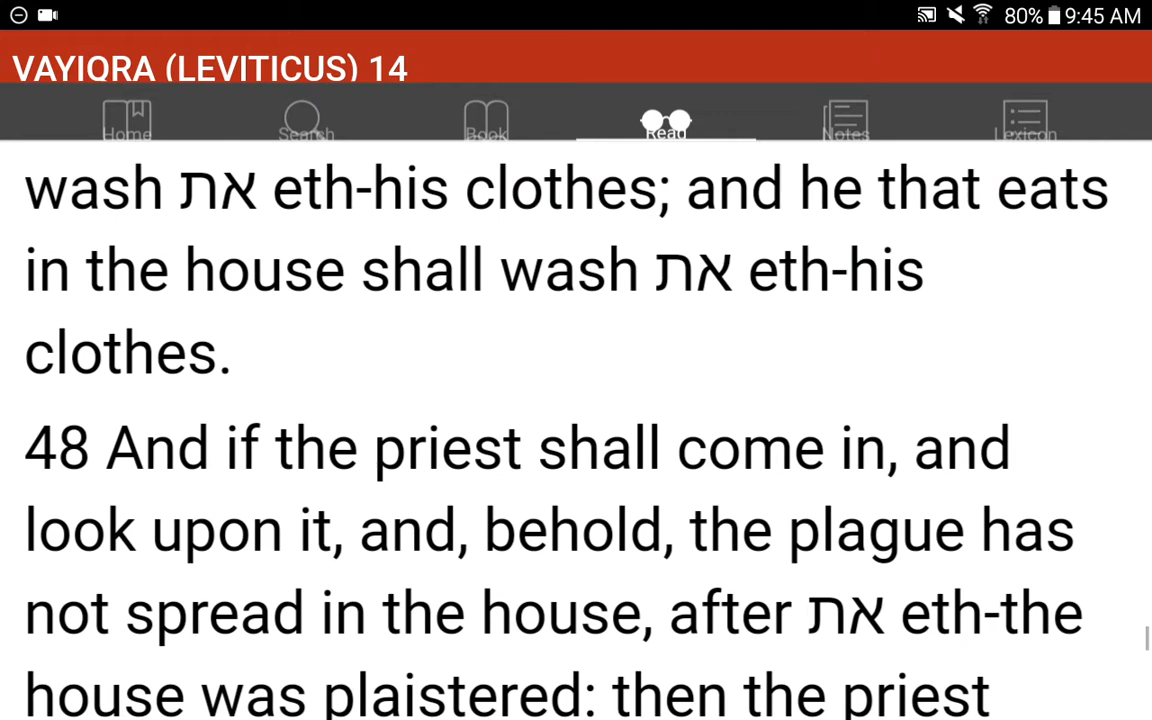 80% 9:45 AM
VAYIQRA (LEVITICUS) 14
Home Search Book Read Notes Lexicon
wash את eth-his clothes; and he that eats
in the house shall wash את eth-his
clothes.
48 And if the priest shall come in, and
look upon it, and, behold, the plague has
not spread in the house, after את eth-the
house was plaistered: then the priest